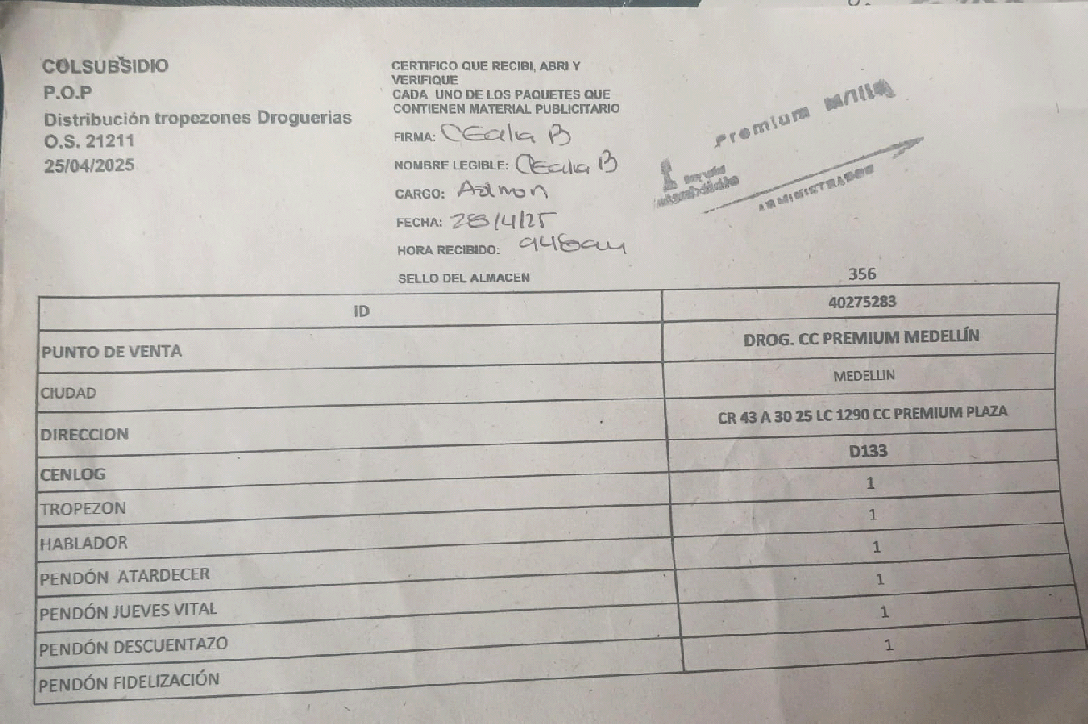 COLSUBSIDIO
P.O.P
Distribución tropezones Droguerias
O.S. 21211
25/04/2025
CERTIFICO QUE RECIBI, ABRI Y
VERIFIQUE
CADA UNO DE LOS PAQUETES QUE
CONTIENEN MATERIAL PUBLICITARIO
FIRMA: Cecilia B
NOMBRE LEGIBLE: Cecilia B
CARGO: Admon
FECHA: 28/4/25
HORA RECIBIDO: 948am
SELLO DEL ALMACEN
Premium
ADMINISTRADOR
356
ID 40275283
PUNTO DE VENTA DROG. CC PREMIUM MEDELLÍN
CIUDAD MEDELLIN
DIRECCION CR 43 A 30 25 LC 1290 CC PREMIUM PLAZA
CENLOG D133
TROPEZON 1
HABLADOR 1
PENDÓN ATARDECER 1
PENDÓN JUEVES VITAL 1
PENDÓN DESCUENTAZO 1
PENDÓN FIDELIZACIÓN 1